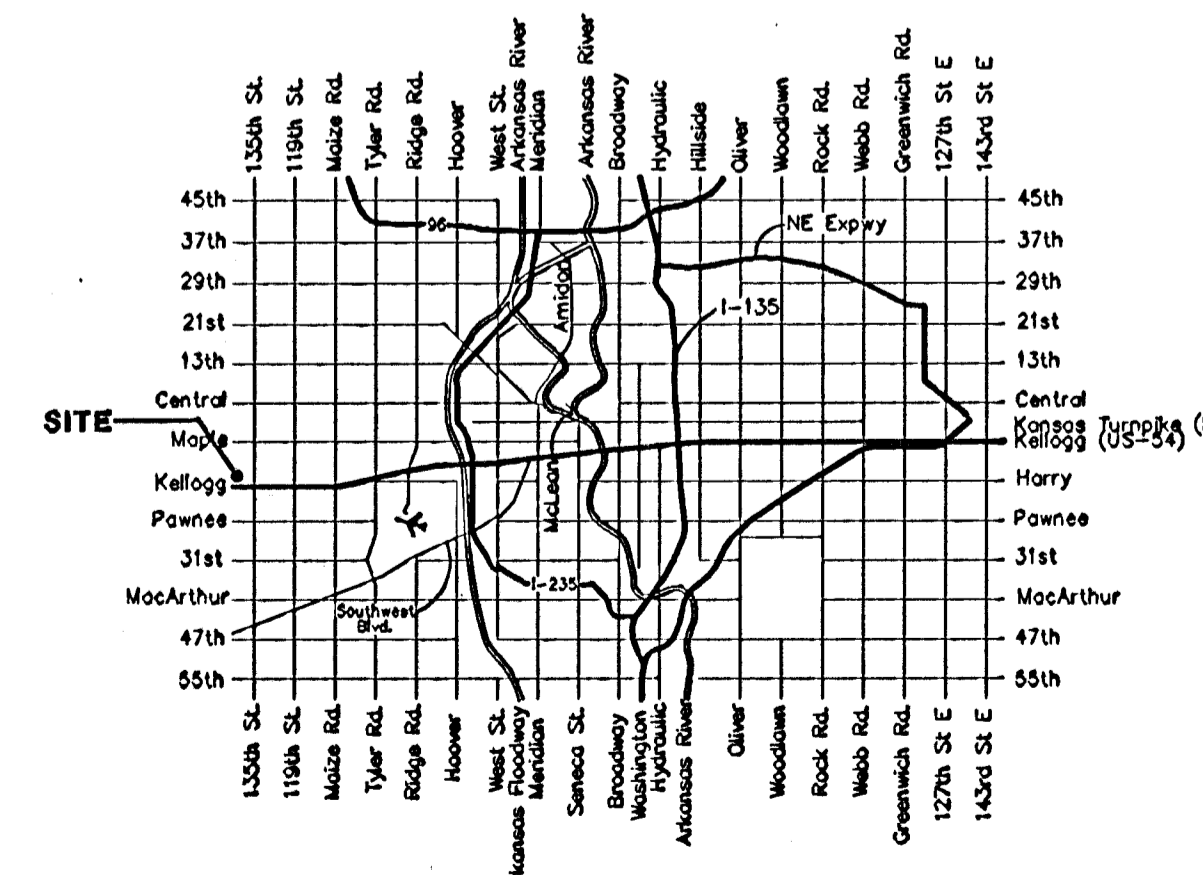 135th St.
119th St.
Maize Rd.
Tyler Rd.
Ridge Rd.
Hoover
West St.
Arkansas River
Meridian
Arkansas River
Broadway
Hydraulic
Hillside
Oliver
Woodlawn
Rock Rd.
Webb Rd.
Greenwich Rd.
127th St E
143rd St E
45th
37th
29th
21st
13th
Central
Maple
Kellogg
Pawnee
31st
MacArthur
47th
55th
SITE
96
NE Expwy
Amidon
I-135
McLean
I-235
Southwest
Blvd.
45th
37th
29th
21st
13th
Central
Kansas Turnpike (
Kellogg (US-54)
Harry
Pawnee
31st
MacArthur
47th
55th
135th St.
119th St.
Maize Rd.
Tyler Rd.
Ridge Rd.
Hoover
West St.
kansas Floodway
Meridian
Seneca St.
Broadway
Washington
Hydraulic
Arkansas River
Oliver
Woodlawn
Rock Rd.
Webb Rd.
Greenwich Rd.
127th St E
143rd St E